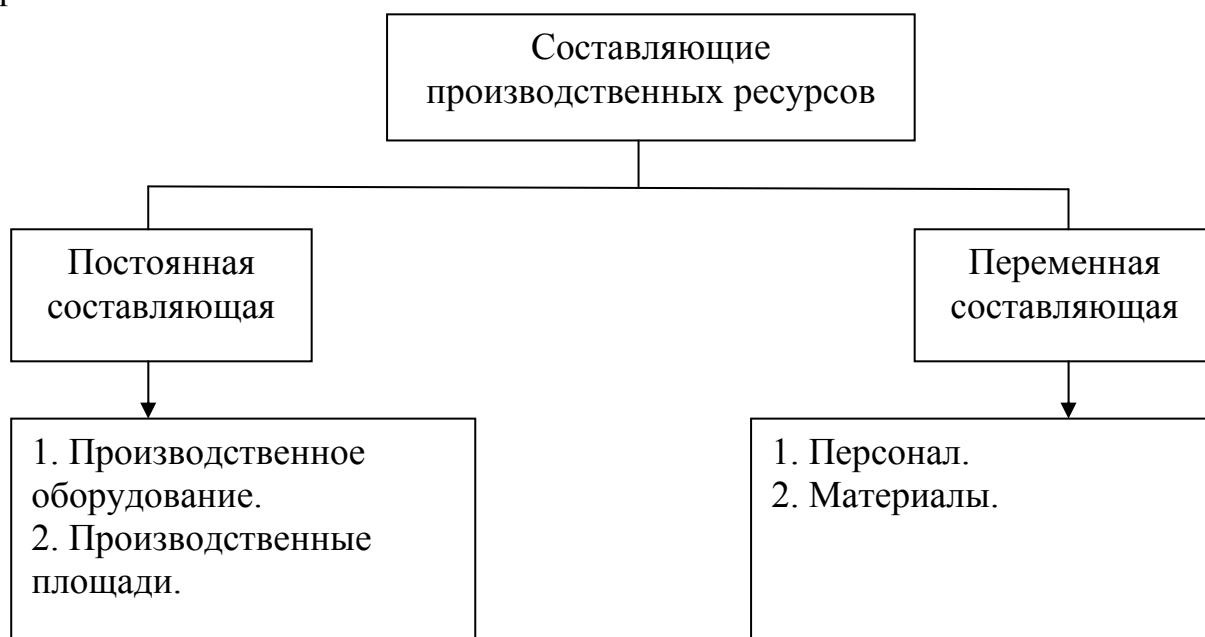 Составляющие
производственных ресурсов
Постоянная
составляющая
Переменная
составляющая
1. Производственное
оборудование.
2. Производственные
площади.
1. Персонал.
2. Материалы.